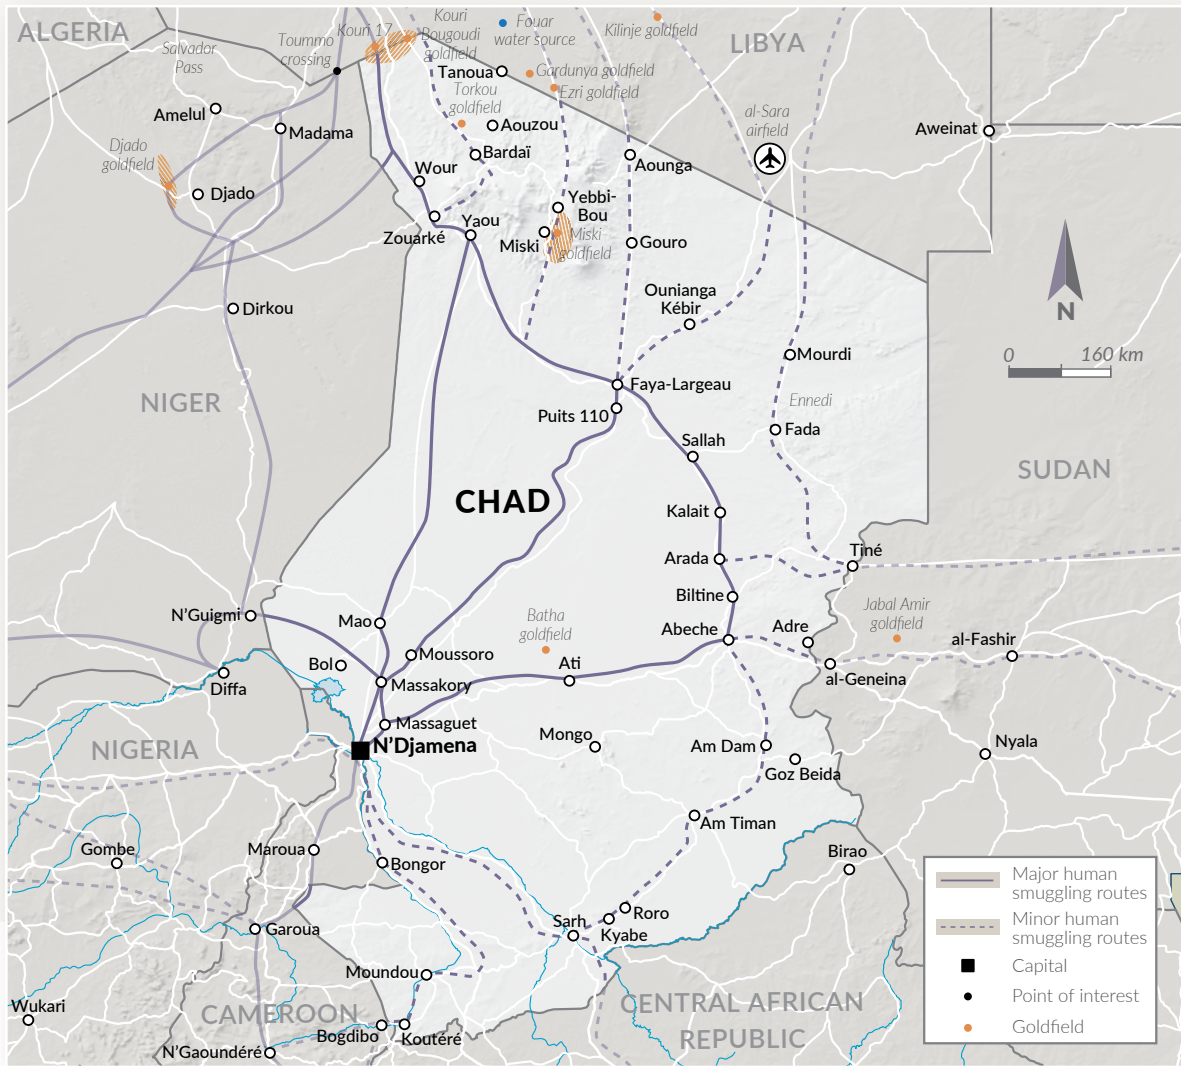 ALGERIA
Salvador
Pass
Toummo
crossing
Kouri 17
Kouri
Bougoudi
goldfield
Fouar
water source
Kilinje goldfield
LIBYA
Tanoua
Gardunya goldfield
Ezri goldfield
Torkou
goldfield
Amelul
Madama
Aouzou
al-Sara
airfield
Aweinat
Djado
goldfield
Bardaï
Wour
Aounga
Djado
Yebbi-
Bou
Zouarké
Yaou
Miski
Miski
goldfield
Gouro
Ounianga
Kébir
Dirkou
N
0
160 km
Mourdi
NIGER
Faya-Largeau
Puits 110
Ennedi
Fada
Sallah
SUDAN
CHAD
Kalait
Arada
Tiné
Biltine
N'Guigmi
Mao
Batha
goldfield
Abeche
Adre
Jabal Amir
goldfield
al-Fashir
Bol
Moussoro
Ati
al-Geneina
Diffa
Massakory
Massaguet
NIGERIA
N'Djamena
Mongo
Am Dam
Goz Beida
Nyala
Am Timan
Gombe
Maroua
Bongor
Birao
Garoua
Sarh
Roro
Kyabe
Moundou
Wukari
CAMEROON
Bogdibo
Koutéré
N'Gaoundéré
CENTRAL AFRICAN
REPUBLIC
Major human
smuggling routes
Minor human
smuggling routes
Capital
Point of interest
Goldfield